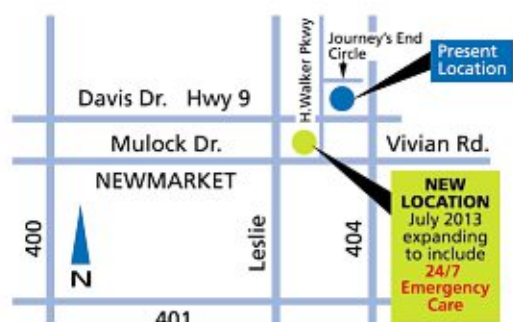 Journey's End
Circle
H.Walker Pkwy
Present
Location
Davis Dr. Hwy 9
Mulock Dr.
Vivian Rd.
NEWMARKET
400
N
Leslie
404
NEW
LOCATION
July 2013
expanding
to include
24/7
Emergency
Care
401